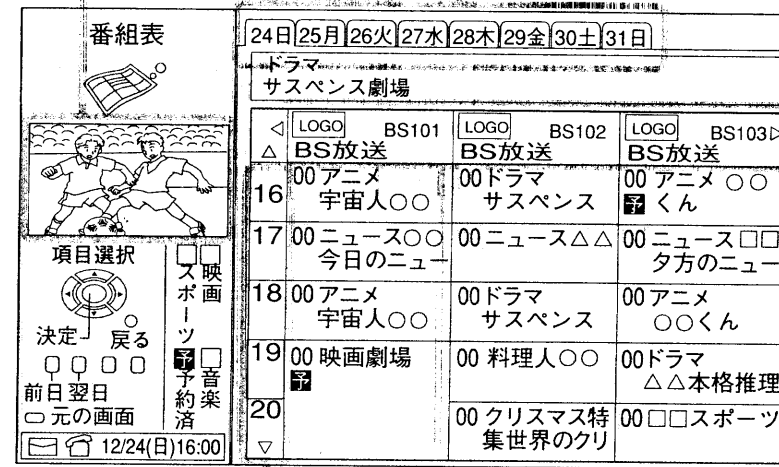 番組表
項目選択
決定
戻る
前日 翌日
元の画面
映画
スポーツ
音楽
予 予約済
12/24(日)16:00
24日 25月 26火 27水 28木 29金 30土 31日
ドラマ
サスペンス劇場
◁ LOGO BS101 LOGO BS102 LOGO BS103▷
△ BS放送 BS放送 BS放送
16 00 アニメ 00 ドラマ 00 アニメ ○○
宇宙人○○ サスペンス 予 くん
17 00 ニュース○○ 00 ニュース△△ 00 ニュース□□
今日のニュー 夕方のニュー
18 00 アニメ 00 ドラマ 00 アニメ
宇宙人○○ サスペンス ○○くん
19 00 映画劇場 00 料理人○○ 00 ドラマ
予 △△本格推理
20 00 クリスマス特 00 □□スポーツ
▽ 集世界のクリ